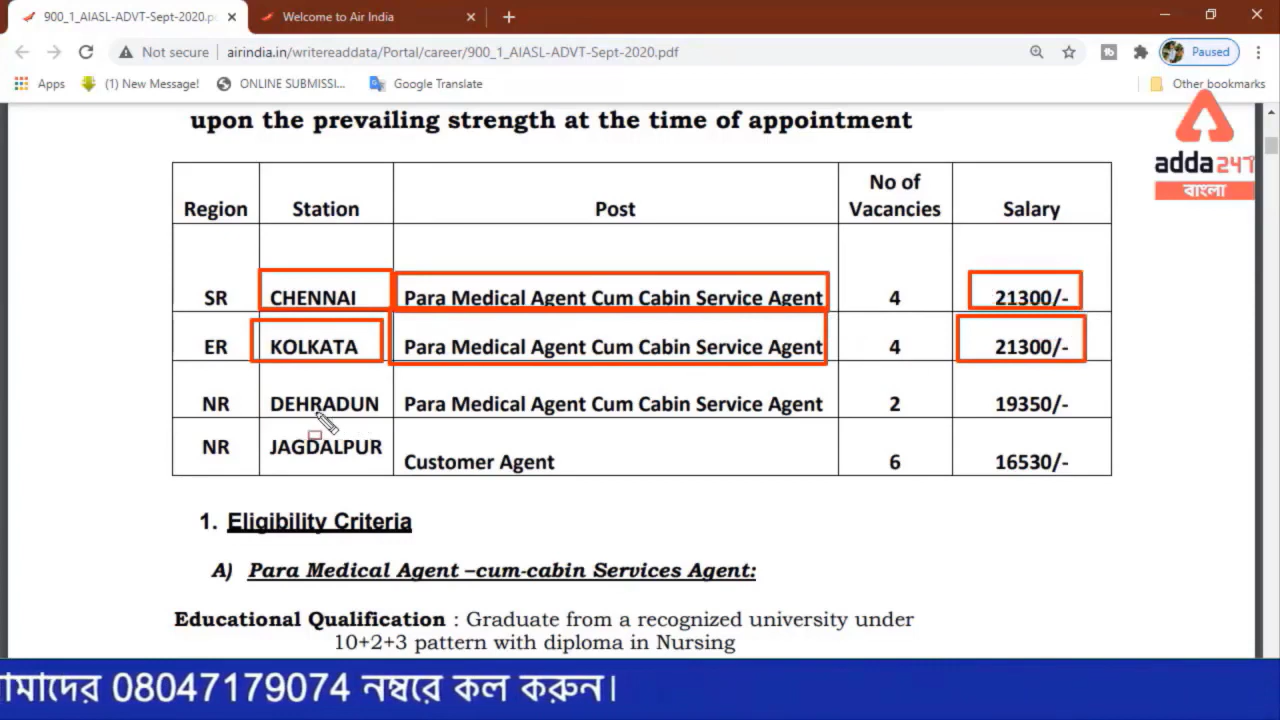 900_1_AIASL-ADVT-Sept-2020.p
Welcome to Air India
Not secure
airindia.in/writereaddata/Portal/career/900_1_AIASL-ADVT-Sept-2020.pdf
Paused
Apps
(1) New Message!
ONLINE SUBMISSI...
Google Translate
Other bookmarks
adda247
বাংলা
upon the prevailing strength at the time of appointment
Region Station Post No of Vacancies Salary
SR CHENNAI Para Medical Agent Cum Cabin Service Agent 4 21300/-
ER KOLKATA Para Medical Agent Cum Cabin Service Agent 4 21300/-
NR DEHRADUN Para Medical Agent Cum Cabin Service Agent 2 19350/-
NR JAGDALPUR Customer Agent 6 16530/-
1. Eligibility Criteria
A) Para Medical Agent –cum-cabin Services Agent:
Educational Qualification : Graduate from a recognized university under
10+2+3 pattern with diploma in Nursing
08047179074 নম্বরে কল করুন।